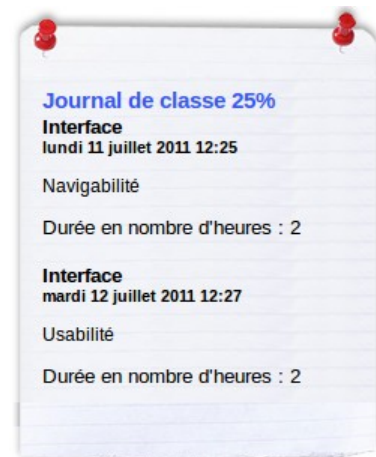 Journal de classe 25%
Interface
lundi 11 juillet 2011 12:25
Navigabilité
Durée en nombre d'heures : 2
Interface
mardi 12 juillet 2011 12:27
Usabilité
Durée en nombre d'heures : 2